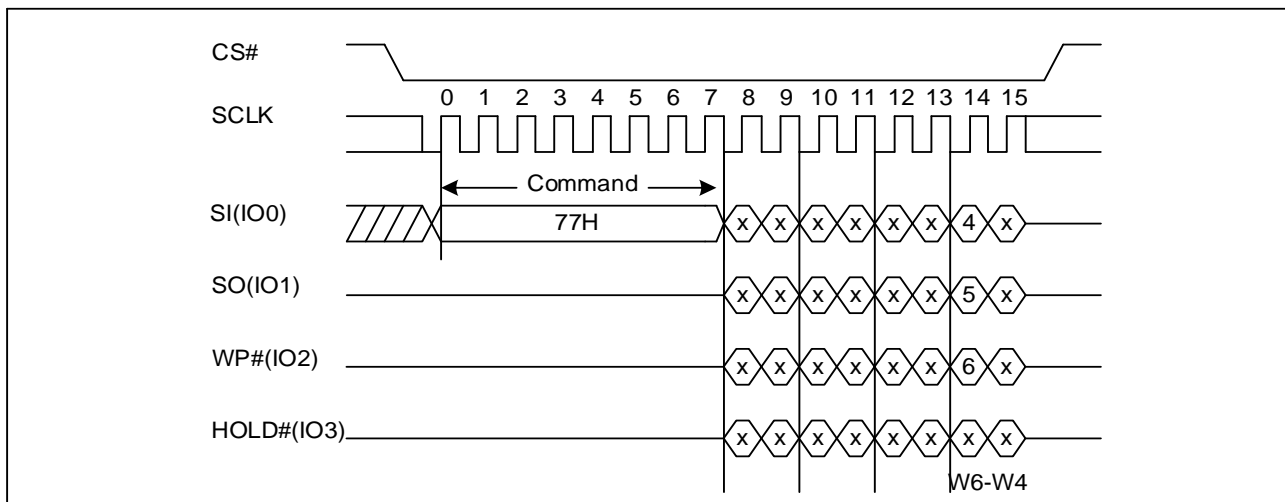 CS#
0 1 2 3 4 5 6 7 8 9 10 11 12 13 14 15
SCLK
Command
SI(IO0) 77H x x x x x x 4 x
SO(IO1) x x x x x x 5 x
WP#(IO2) x x x x x x 6 x
HOLD#(IO3) x x x x x x x x
W6-W4